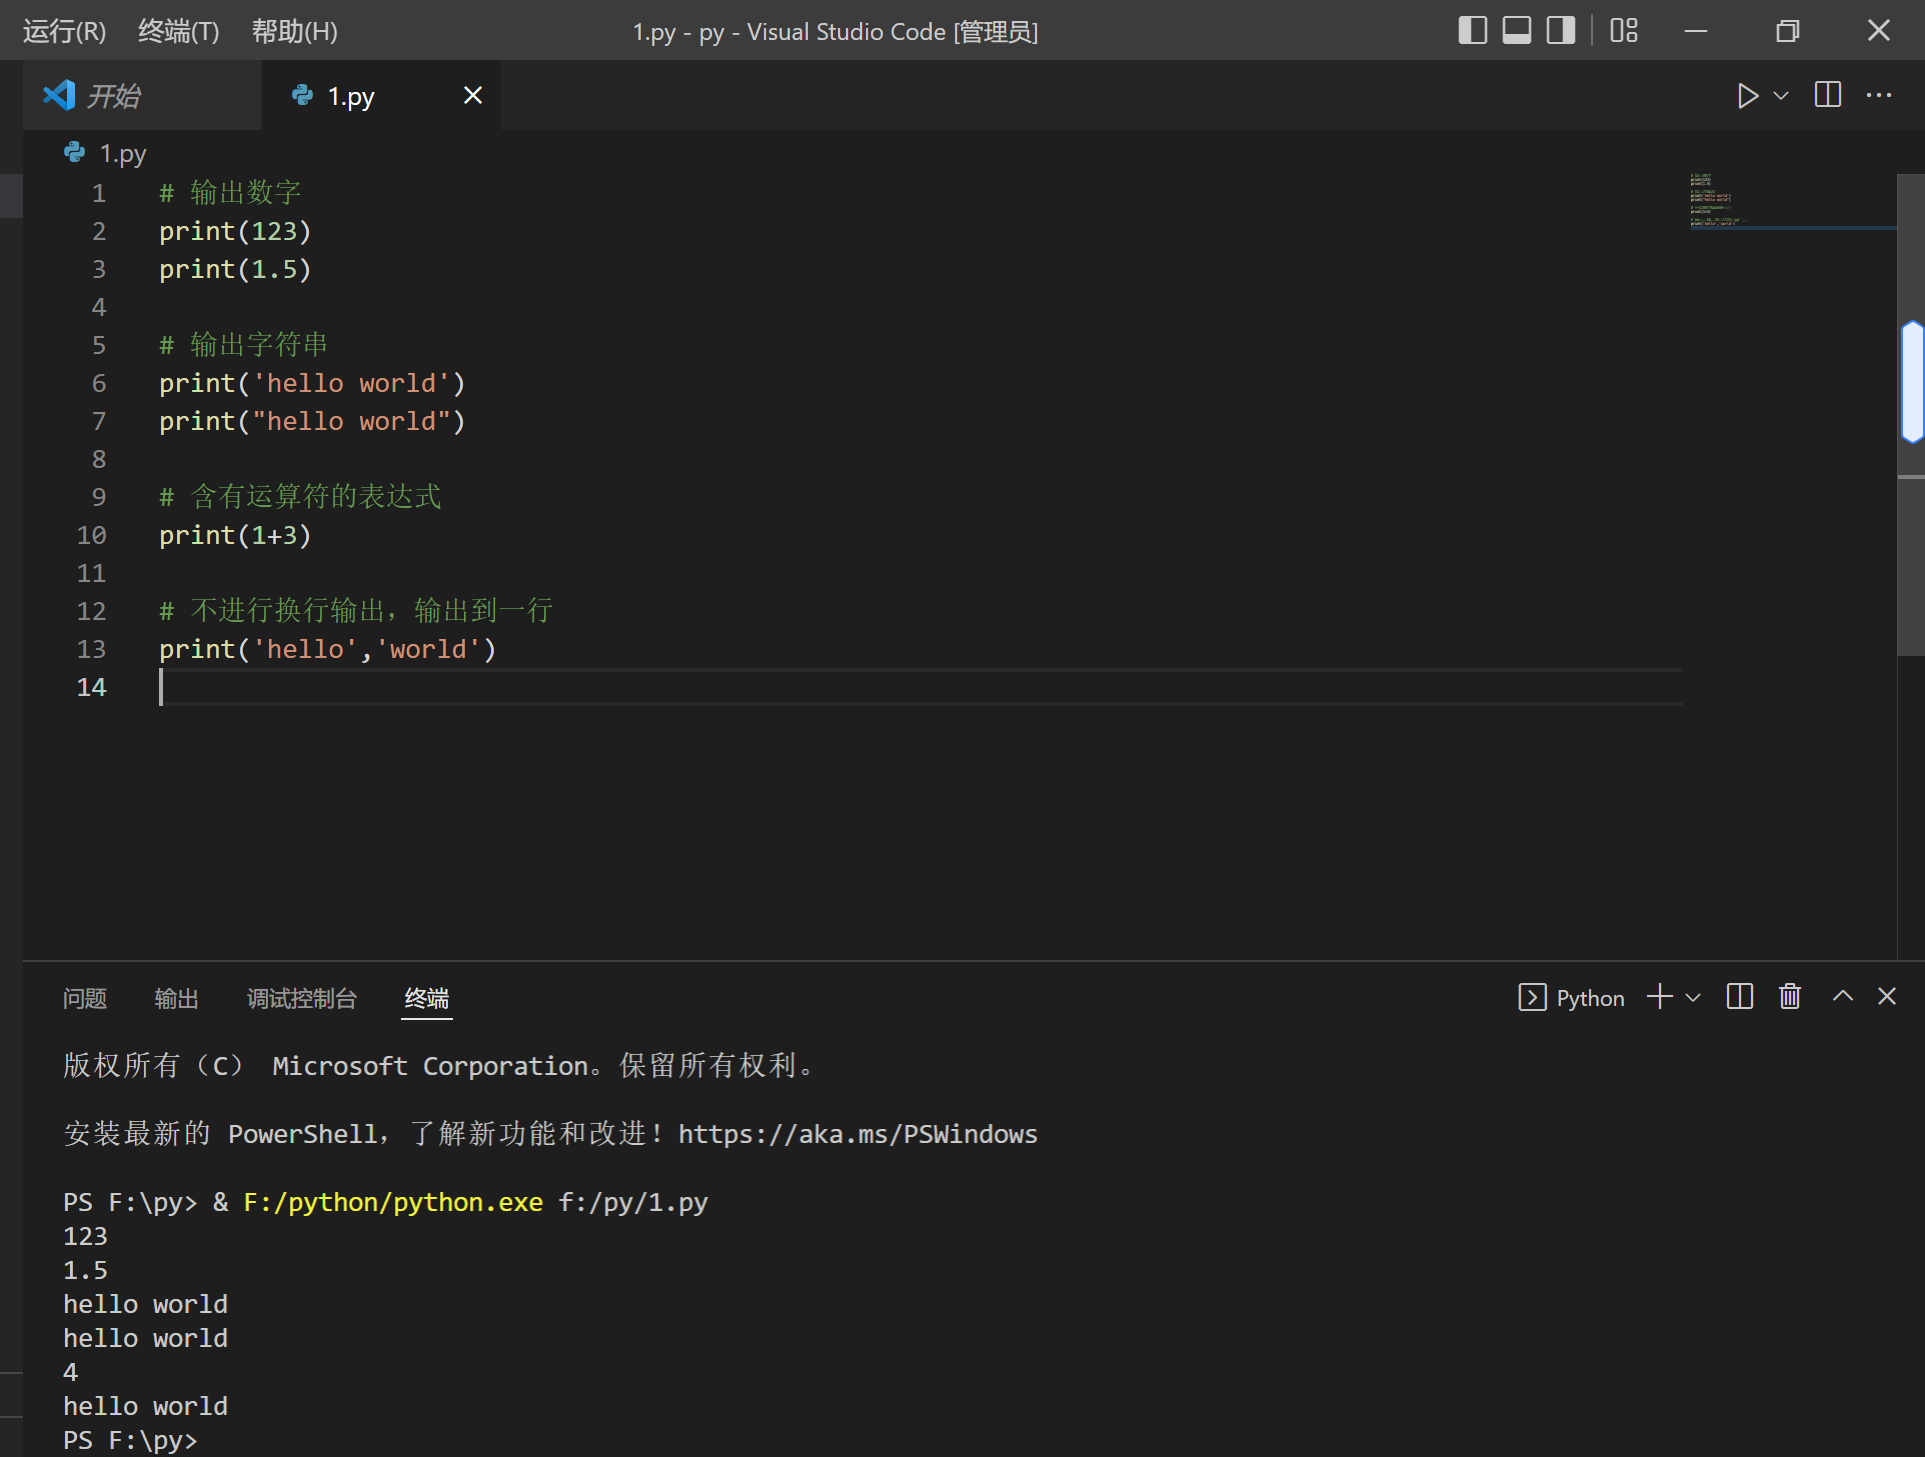 运行(R) 终端(T) 帮助(H) 1.py - py - Visual Studio Code [管理员]
开始 1.py
1.py
1 # 输出数字
2 print(123)
3 print(1.5)
4
5 # 输出字符串
6 print('hello world')
7 print("hello world")
8
9 # 含有运算符的表达式
10 print(1+3)
11
12 # 不进行换行输出，输出到一行
13 print('hello','world')
14
问题 输出 调试控制台 终端 Python
版权所有（C） Microsoft Corporation。保留所有权利。
安装最新的 PowerShell，了解新功能和改进！https://aka.ms/PSWindows
PS F:\py> & F:/python/python.exe f:/py/1.py
123
1.5
hello world
hello world
4
hello world
PS F:\py>